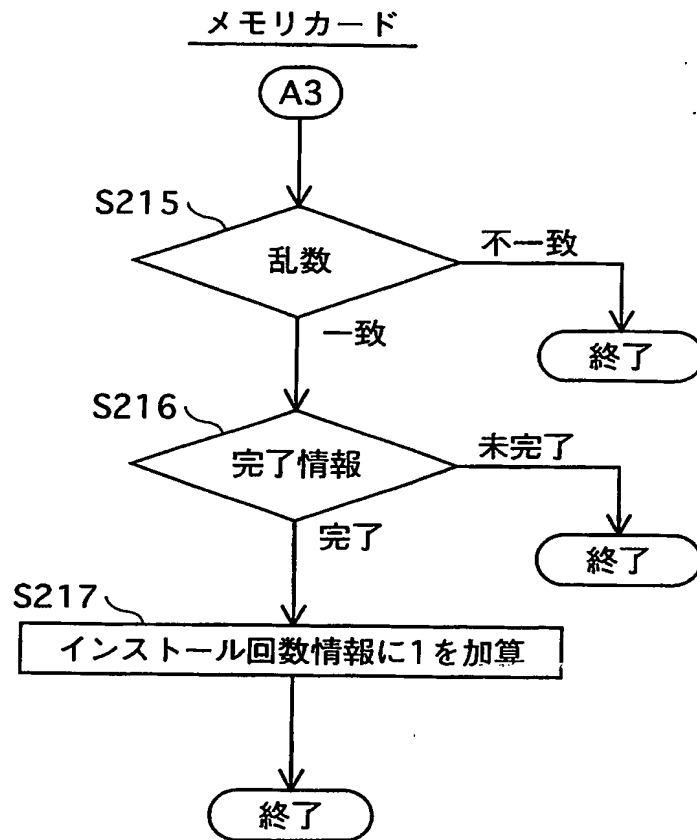 メモリカード
A3
S215
乱数
不一致
終了
一致
S216
完了情報
未完了
終了
完了
S217
インストール回数情報に1を加算
終了